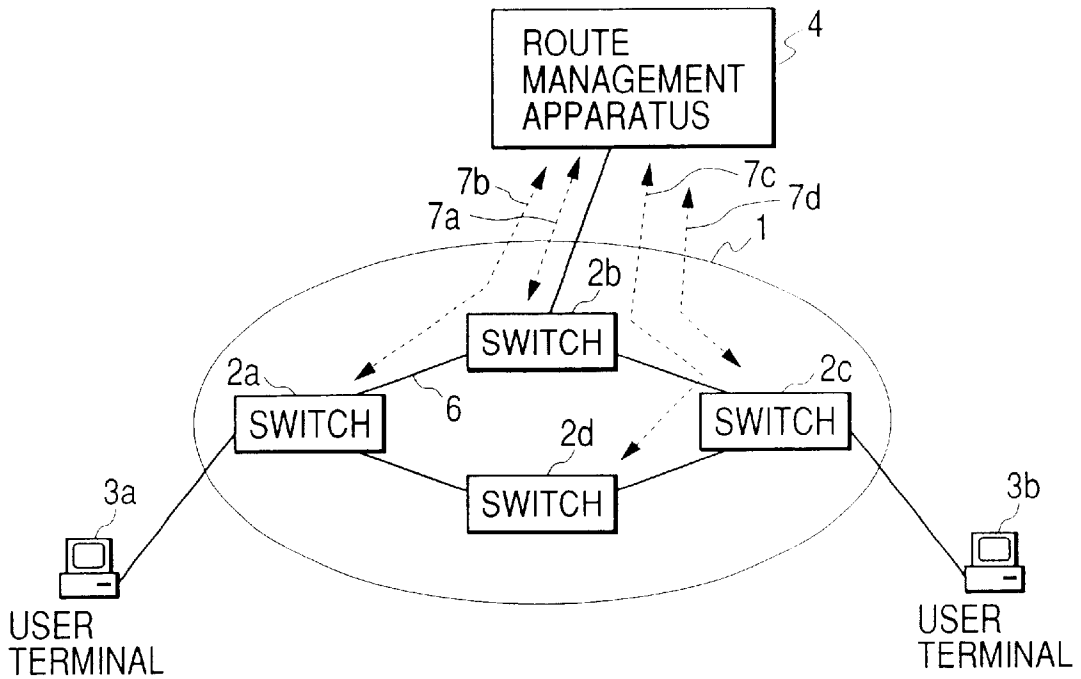 4
ROUTE
MANAGEMENT
APPARATUS
7b
7c
7a
7d
1
2b
SWITCH
2a
2c
6
SWITCH
SWITCH
2d
SWITCH
3a
3b
USER
TERMINAL
USER
TERMINAL